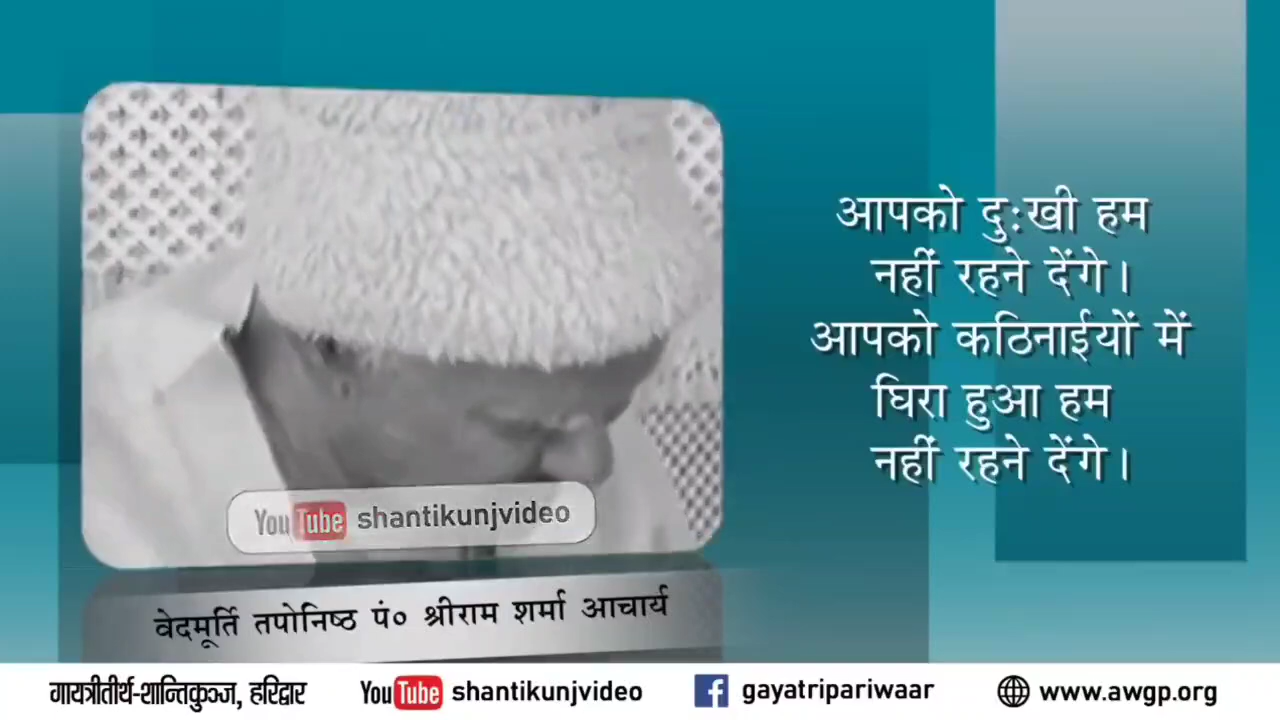 आपको दुःखी हम
नहीं रहने देंगे।
आपको कठिनाईयों में
घिरा हुआ हम
नहीं रहने देंगे।
YouTube shantikunjvideo
वेदमूर्ति तपोनिष्ठ पं० श्रीराम शर्मा आचार्य
गायत्रीतीर्थ-शान्तिकुञ्ज, हरिद्वार YouTube shantikunjvideo gayatripariwaar www.awgp.org